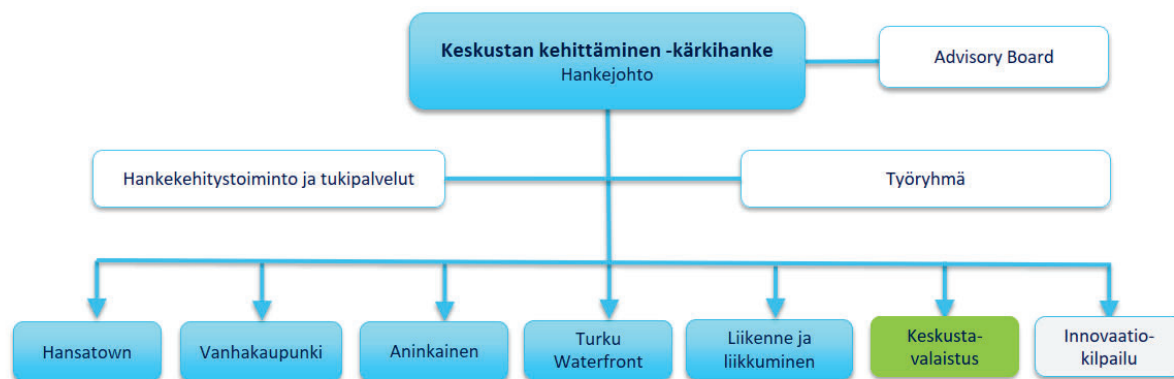 Keskustan kehittäminen -kärkihanke
Hankejohto
Advisory Board
Hankekehitystoiminto ja tukipalvelut
Työryhmä
Hansatown
Vanhakaupunki
Aninkainen
Turku
Waterfront
Liikenne ja
liikkuminen
Keskusta-
valaistus
Innovaatio-
kilpailu